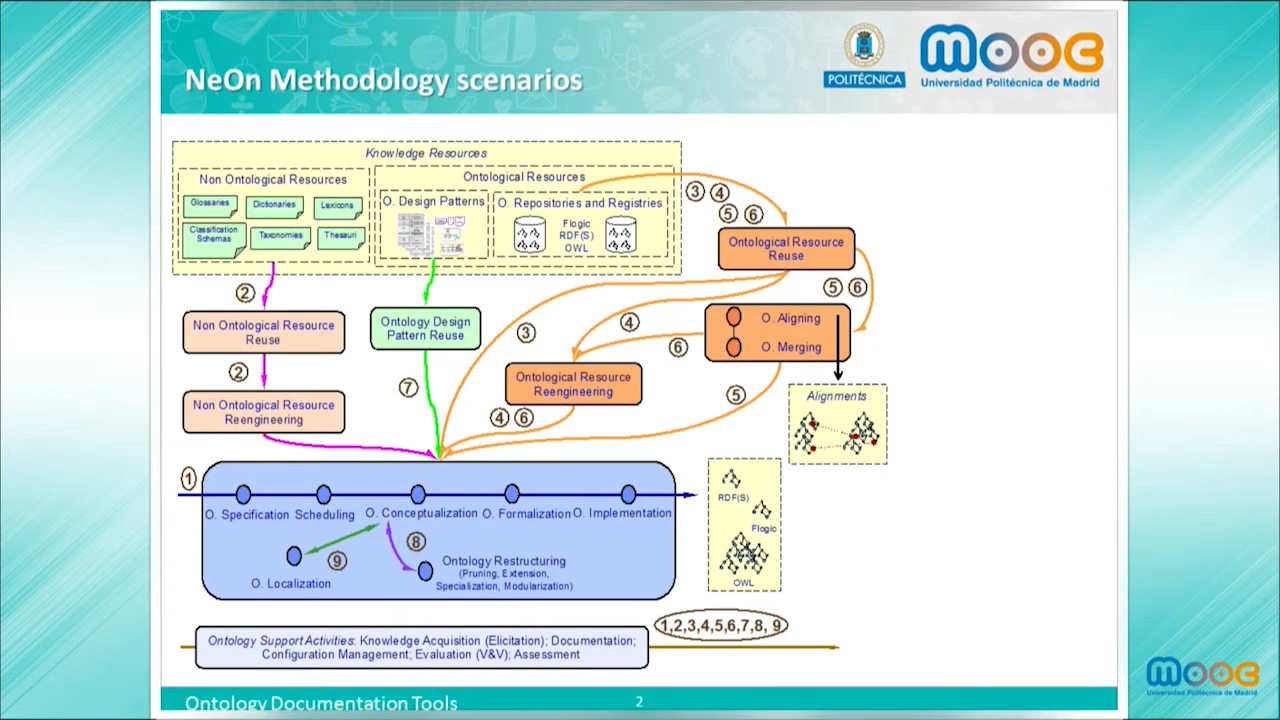 NeOn Methodology scenarios
POLITÉCNICA
MOOC
Universidad Politécnica de Madrid
Knowledge Resources
Non Ontological Resources
Glossaries
Dictionaries
Lexicons
Classification
Schemas
Taxonomies
Thesauri
Ontological Resources
O. Design Patterns
O. Repositories and Registries
Flogic
RDF(S)
OWL
3 4
5 6
Ontological Resource
Reuse
5 6
2
Non Ontological Resource
Reuse
2
Non Ontological Resource
Reengineering
Ontology Design
Pattern Reuse
7
3
4
6
O. Aligning
O. Merging
Ontological Resource
Reengineering
4 6
5
Alignments
1
O. Specification
Scheduling
O. Conceptualization
O. Formalization
O. Implementation
9
8
O. Localization
Ontology Restructuring
(Pruning, Extension,
Specialization, Modularization)
RDF(S)
Flogic
OWL
1,2,3,4,5,6,7,8, 9
Ontology Support Activities: Knowledge Acquisition (Elicitation); Documentation;
Configuration Management; Evaluation (V&V); Assessment
Ontology Documentation Tools
2
MOOC
Universidad Politécnica de Madrid